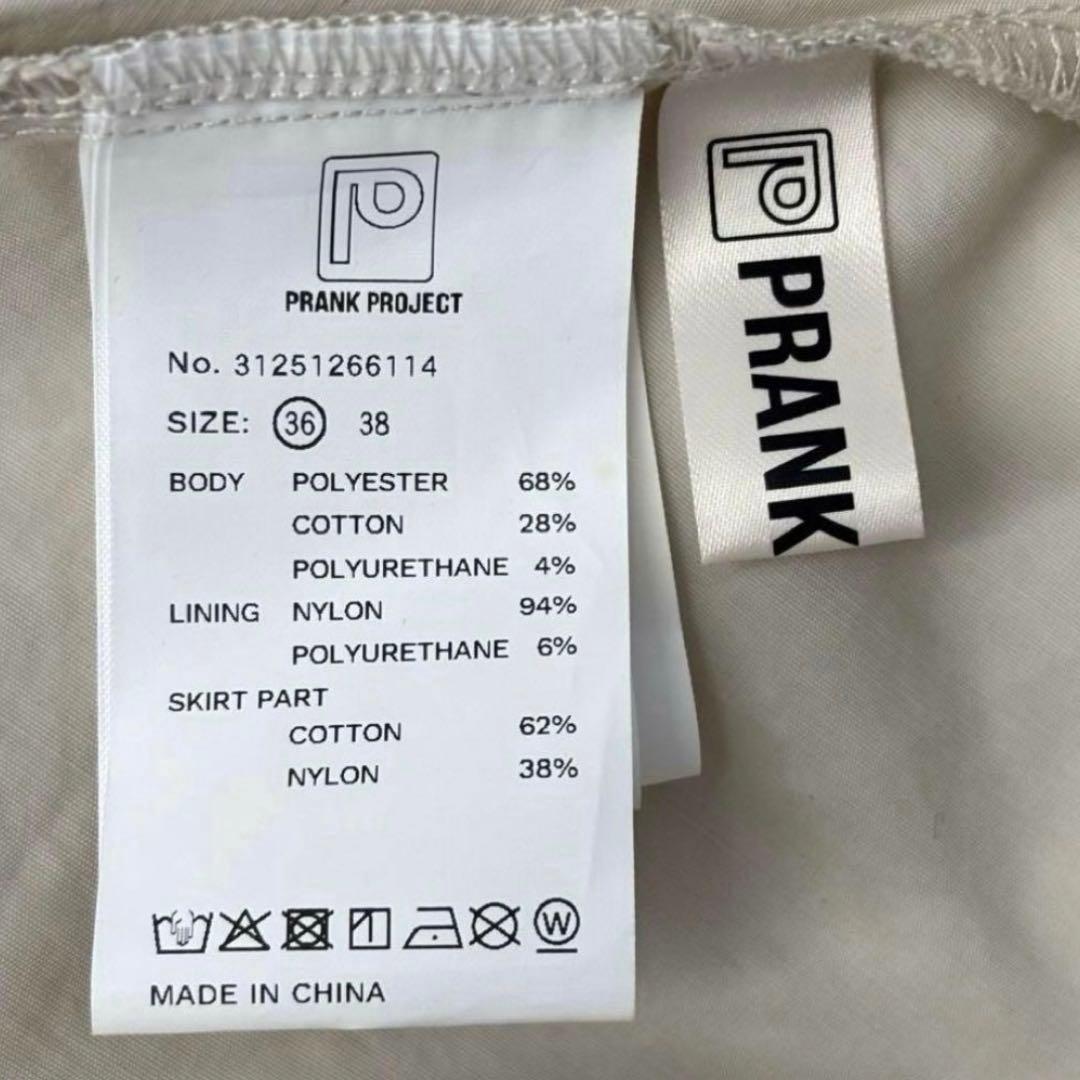 PRANK PROJECT
No. 31251266114
SIZE: 36 38
BODY POLYESTER 68%
COTTON 28%
POLYURETHANE 4%
LINING NYLON 94%
POLYURETHANE 6%
SKIRT PART
COTTON 62%
NYLON 38%
W
MADE IN CHINA
PRANK